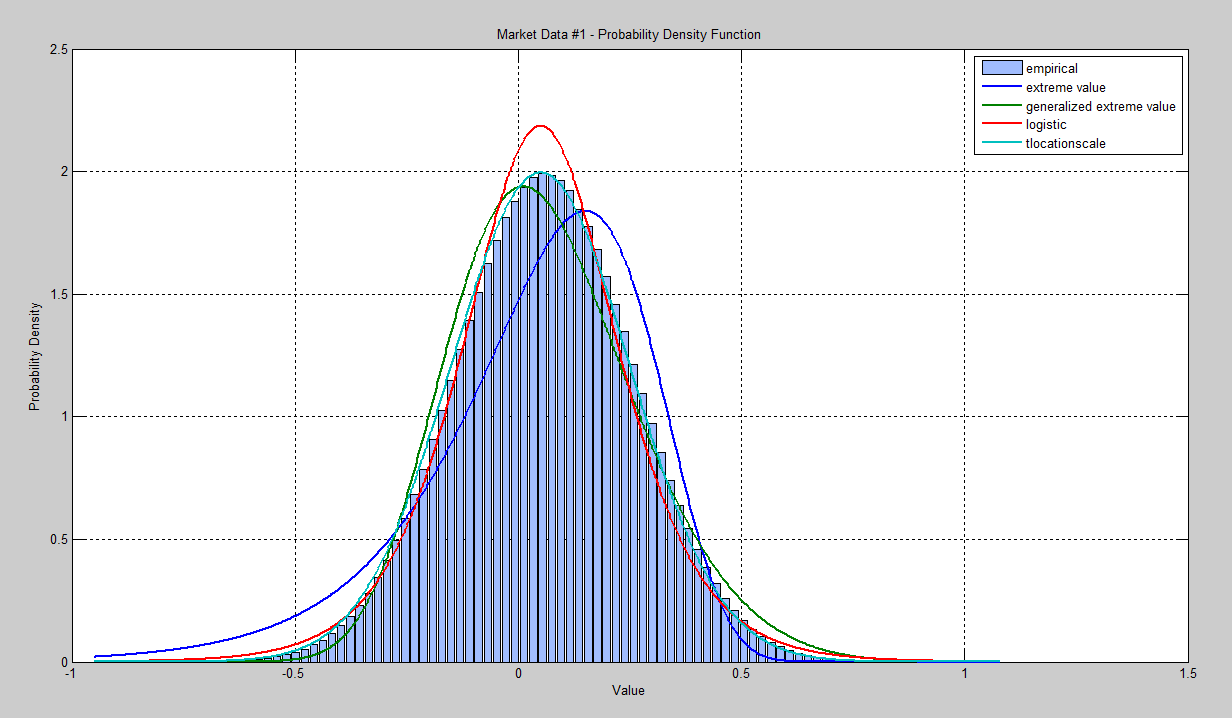 Market Data #1 - Probability Density Function
2.5
2
1.5
1
0.5
0
Probability Density
empirical
extreme value
generalized extreme value
logistic
tlocationscale
-1
-0.5
0
0.5
1
1.5
Value